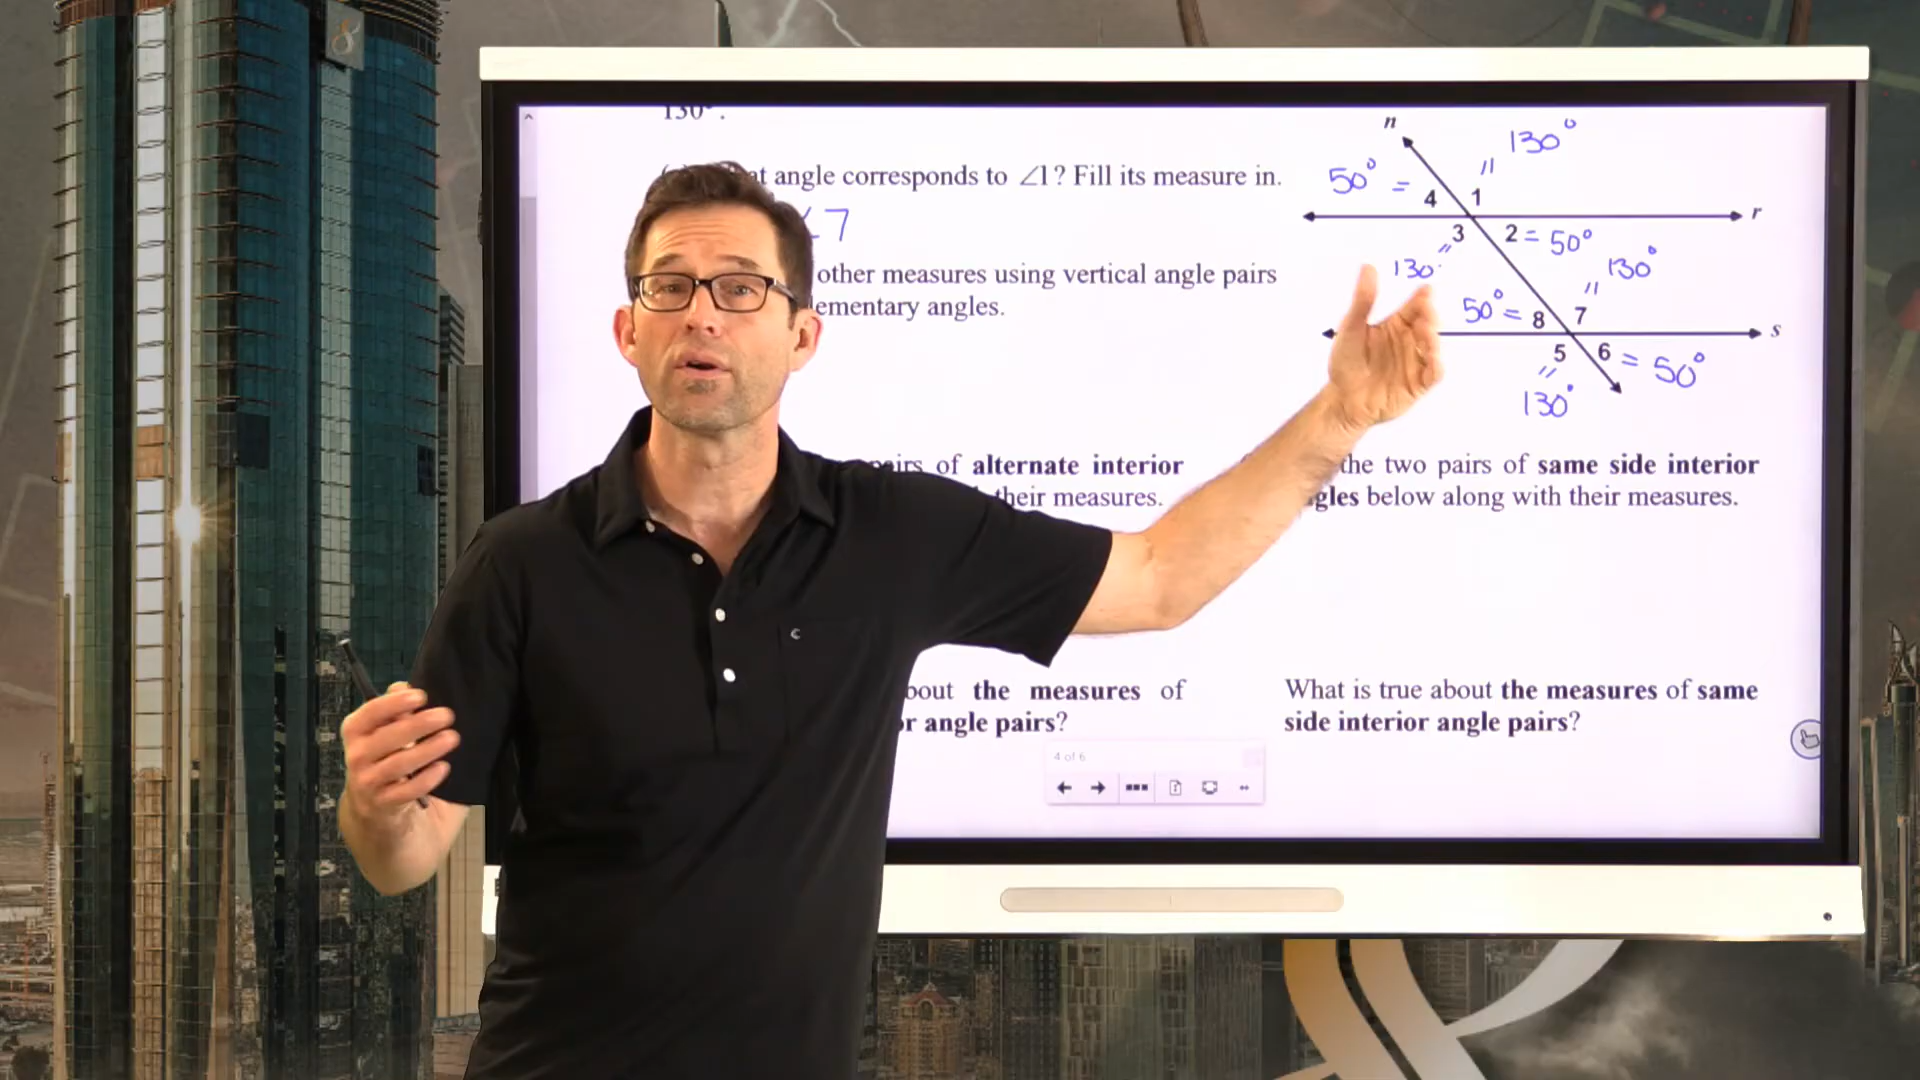 130°.
at angle corresponds to ∠1? Fill its measure in.
∠7
other measures using vertical angle pairs
lementary angles.
n
130°
50° =
4
1
r
3
2 = 50°
130°
130°
50° = 8
7
s
5
6 = 50°
130°
pairs of alternate interior
their measures.
the two pairs of same side interior
gles below along with their measures.
bout the measures of
r angle pairs?
What is true about the measures of same
side interior angle pairs?
4 of 6